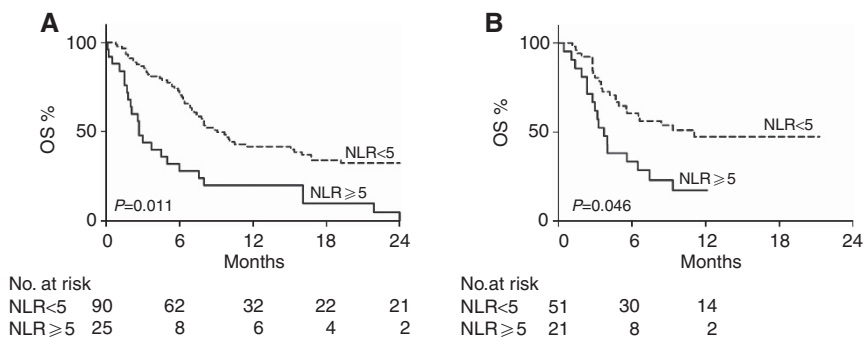 A
100
50
0
OS %
NLR<5
NLR⩾5
P=0.011
0 6 12 18 24
Months
No. at risk
NLR<5 90 62 32 22 21
NLR⩾5 25 8 6 4 2
B
100
50
0
OS %
NLR<5
NLR⩾5
P=0.046
0 6 12 18 24
Months
No.at risk
NLR<5 51 30 14
NLR⩾5 21 8 2